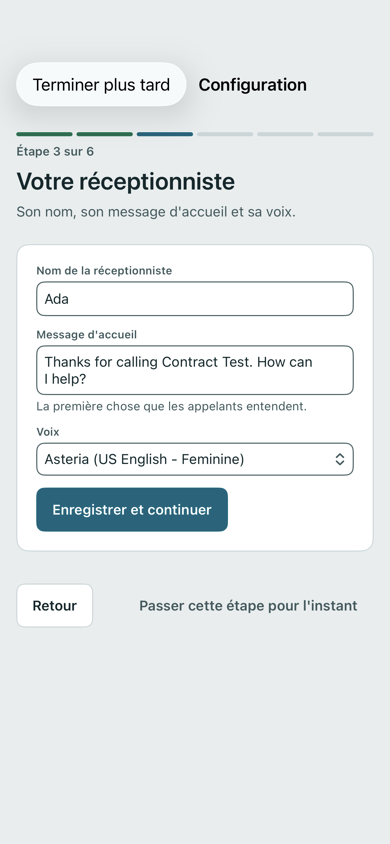 Terminer plus tard
Configuration
Étape 3 sur 6
Votre réceptionniste
Son nom, son message d'accueil et sa voix.
Nom de la réceptionniste
Ada
Message d'accueil
Thanks for calling Contract Test. How can
I help?
La première chose que les appelants entendent.
Voix
Asteria (US English - Feminine)
Enregistrer et continuer
Retour
Passer cette étape pour l'instant